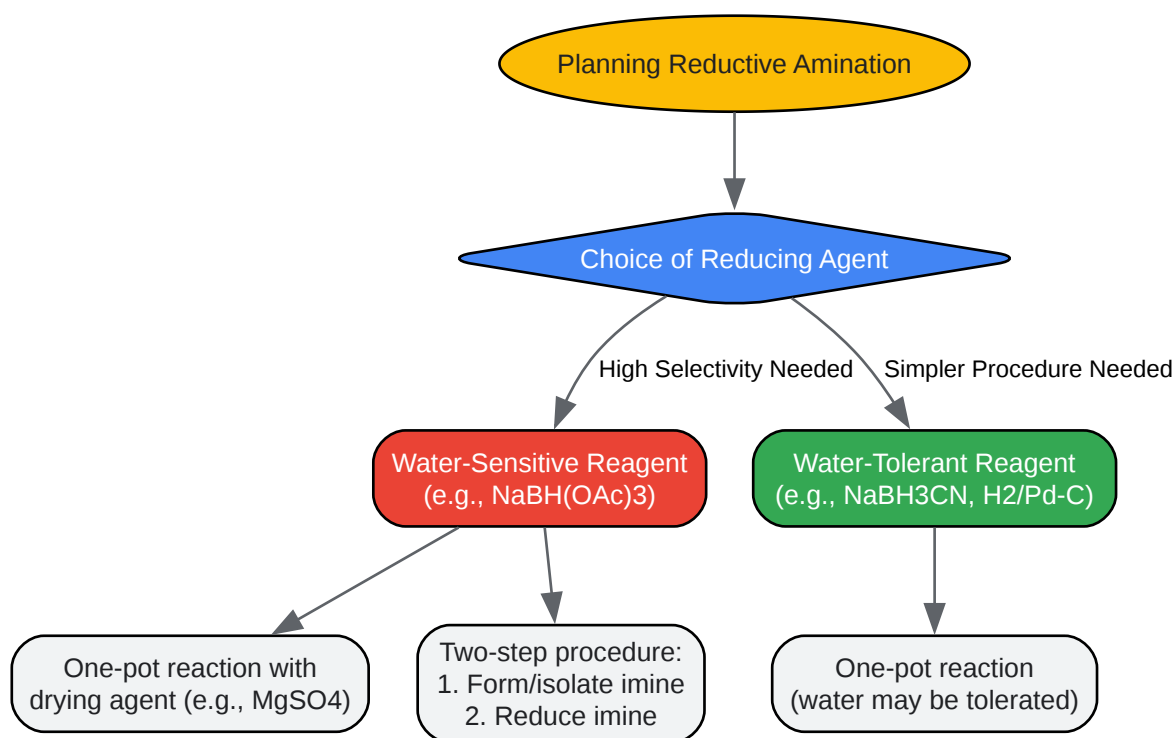 Planning Reductive Amination
Choice of Reducing Agent
High Selectivity Needed
Simpler Procedure Needed
Water-Sensitive Reagent
(e.g., NaBH(OAc)3)
Water-Tolerant Reagent
(e.g., NaBH3CN, H2/Pd-C)
One-pot reaction with
drying agent (e.g., MgSO4)
Two-step procedure:
1. Form/isolate imine
2. Reduce imine
One-pot reaction
(water may be tolerated)